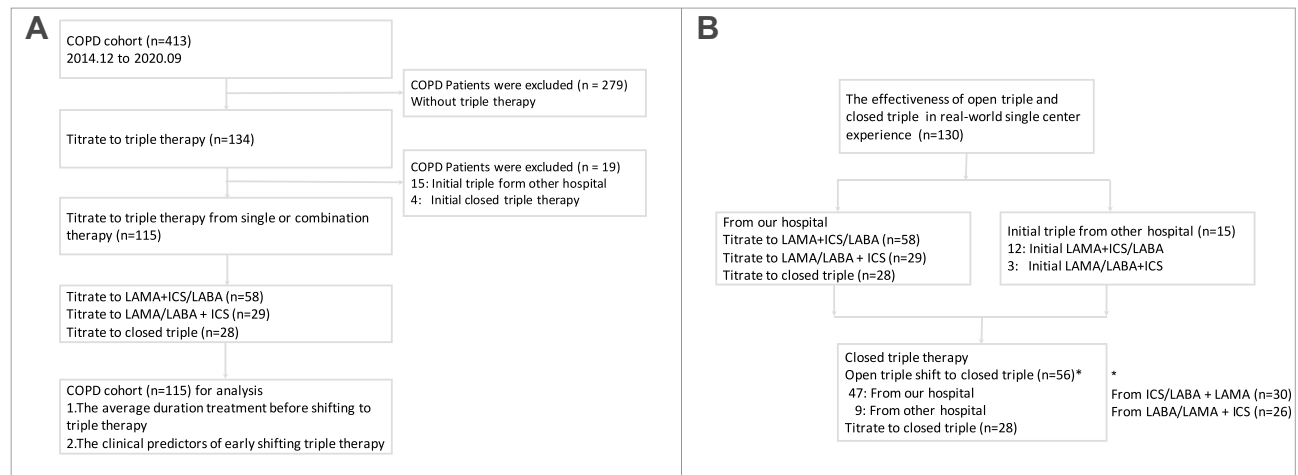 A
COPD cohort (n=413)
2014.12 to 2020.09
COPD Patients were excluded (n = 279)
Without triple therapy
Titrate to triple therapy (n=134)
COPD Patients were excluded (n = 19)
15: Initial triple form other hospital
4: Initial closed triple therapy
Titrate to triple therapy from single or combination
therapy (n=115)
Titrate to LAMA+ICS/LABA (n=58)
Titrate to LAMA/LABA + ICS (n=29)
Titrate to closed triple (n=28)
COPD cohort (n=115) for analysis
1.The average duration treatment before shifting to
triple therapy
2.The clinical predictors of early shifting triple therapy
B
The effectiveness of open triple and
closed triple in real-world single center
experience (n=130)
From our hospital
Titrate to LAMA+ICS/LABA (n=58)
Titrate to LAMA/LABA + ICS (n=29)
Titrate to closed triple (n=28)
Initial triple from other hospital (n=15)
12: Initial LAMA+ICS/LABA
3: Initial LAMA/LABA+ICS
Closed triple therapy
Open triple shift to closed triple (n=56)*
47: From our hospital
9: From other hospital
Titrate to closed triple (n=28)
*
From ICS/LABA + LAMA (n=30)
From LABA/LAMA + ICS (n=26)